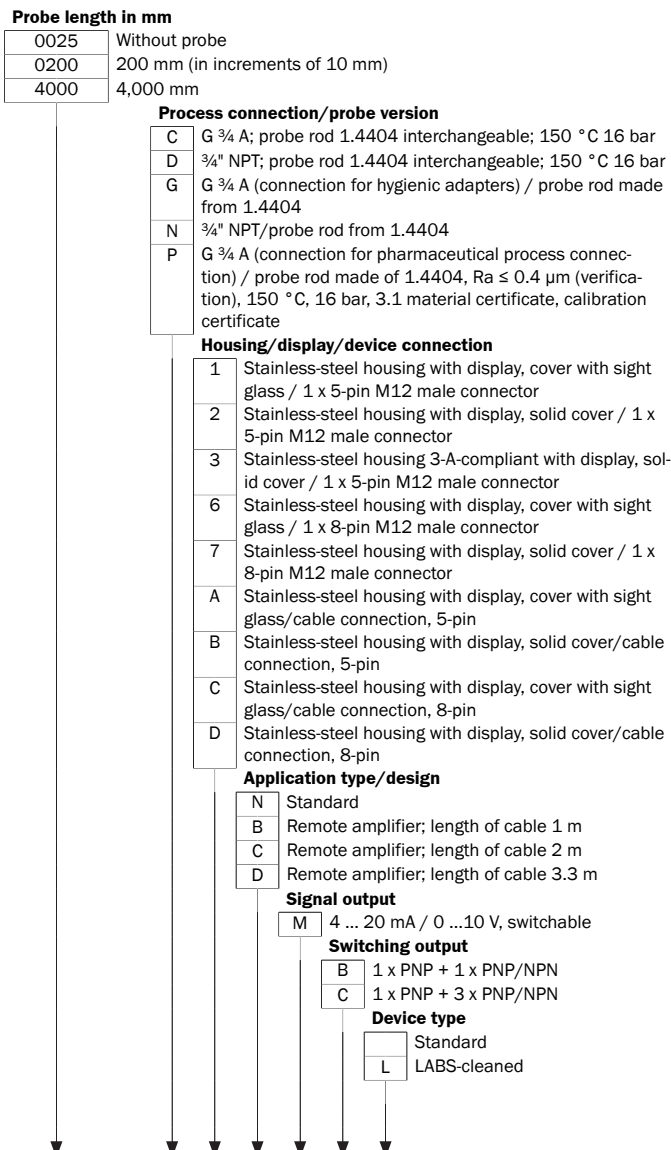 Probe length in mm
0025 Without probe
0200 200 mm (in increments of 10 mm)
4000 4,000 mm
Process connection/probe version
C G ¾ A; probe rod 1.4404 interchangeable; 150 °C 16 bar
D ¾" NPT; probe rod 1.4404 interchangeable; 150 °C 16 bar
G G ¾ A (connection for hygienic adapters) / probe rod made
from 1.4404
N ¾" NPT/probe rod from 1.4404
P G ¾ A (connection for pharmaceutical process connec-
tion) / probe rod made of 1.4404, Ra ≤ 0.4 µm (verifica-
tion), 150 °C, 16 bar, 3.1 material certificate, calibration
certificate
Housing/display/device connection
1 Stainless-steel housing with display, cover with sight
glass / 1 x 5-pin M12 male connector
2 Stainless-steel housing with display, solid cover / 1 x
5-pin M12 male connector
3 Stainless-steel housing 3-A-compliant with display, sol-
id cover / 1 x 5-pin M12 male connector
6 Stainless-steel housing with display, cover with sight
glass / 1 x 8-pin M12 male connector
7 Stainless-steel housing with display, solid cover / 1 x
8-pin M12 male connector
A Stainless-steel housing with display, cover with sight
glass/cable connection, 5-pin
B Stainless-steel housing with display, solid cover/cable
connection, 5-pin
C Stainless-steel housing with display, cover with sight
glass/cable connection, 8-pin
D Stainless-steel housing with display, solid cover/cable
connection, 8-pin
Application type/design
N Standard
B Remote amplifier; length of cable 1 m
C Remote amplifier; length of cable 2 m
D Remote amplifier; length of cable 3.3 m
Signal output
M 4 ... 20 mA / 0 ...10 V, switchable
Switching output
B 1 x PNP + 1 x PNP/NPN
C 1 x PNP + 3 x PNP/NPN
Device type
Standard
L LABS-cleaned